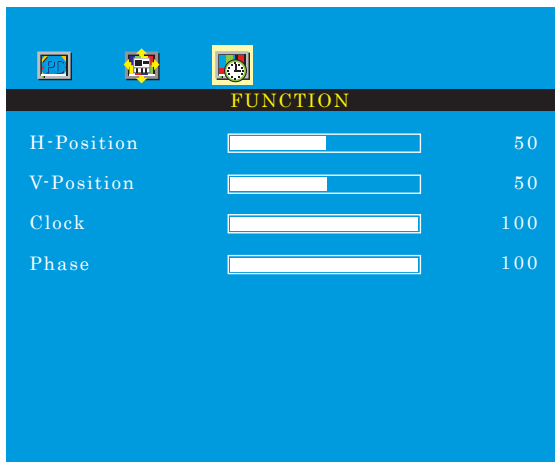 PC
FUNCTION
H-Position 50
V-Position 50
Clock 100
Phase 100